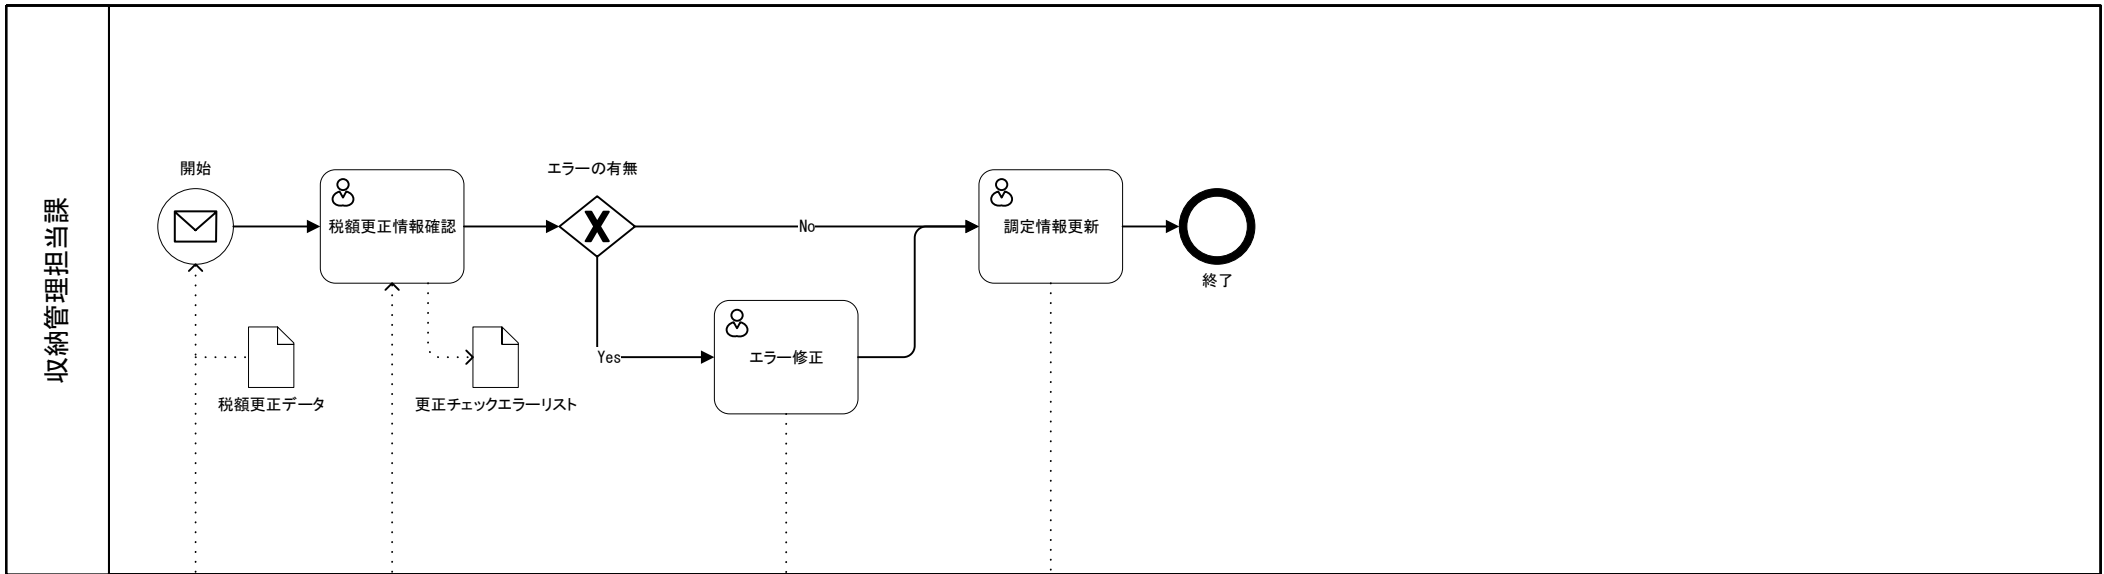 収納管理担当課
開始
エラーの有無
税額更正情報確認
No
調定情報更新
終了
Yes
エラー修正
税額更正データ
更正チェックエラーリスト